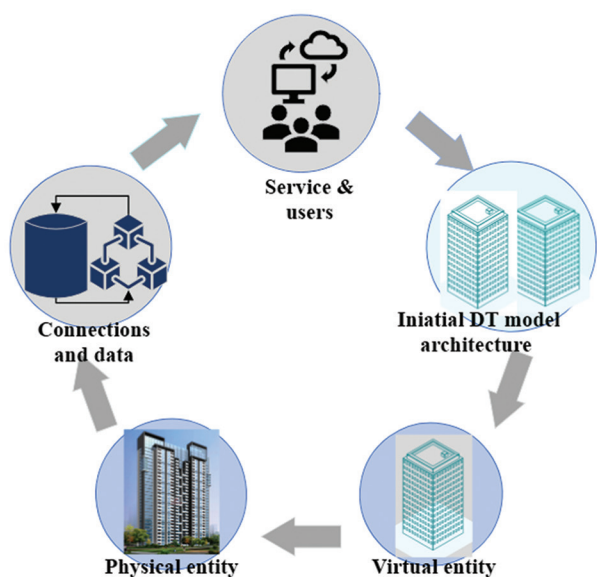 Service &
users
Iniatial DT model
architecture
Connections
and data
Physical entity
Virtual entity